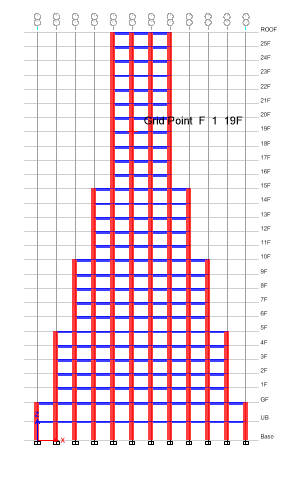 ROOF
25F
24F
23F
22F
21F
20F
Grid Point F 1 19F
19F
18F
17F
16F
15F
14F
13F
12F
11F
10F
9F
8F
7F
6F
5F
4F
3F
2F
1F
GF
Z
UB
X
Base